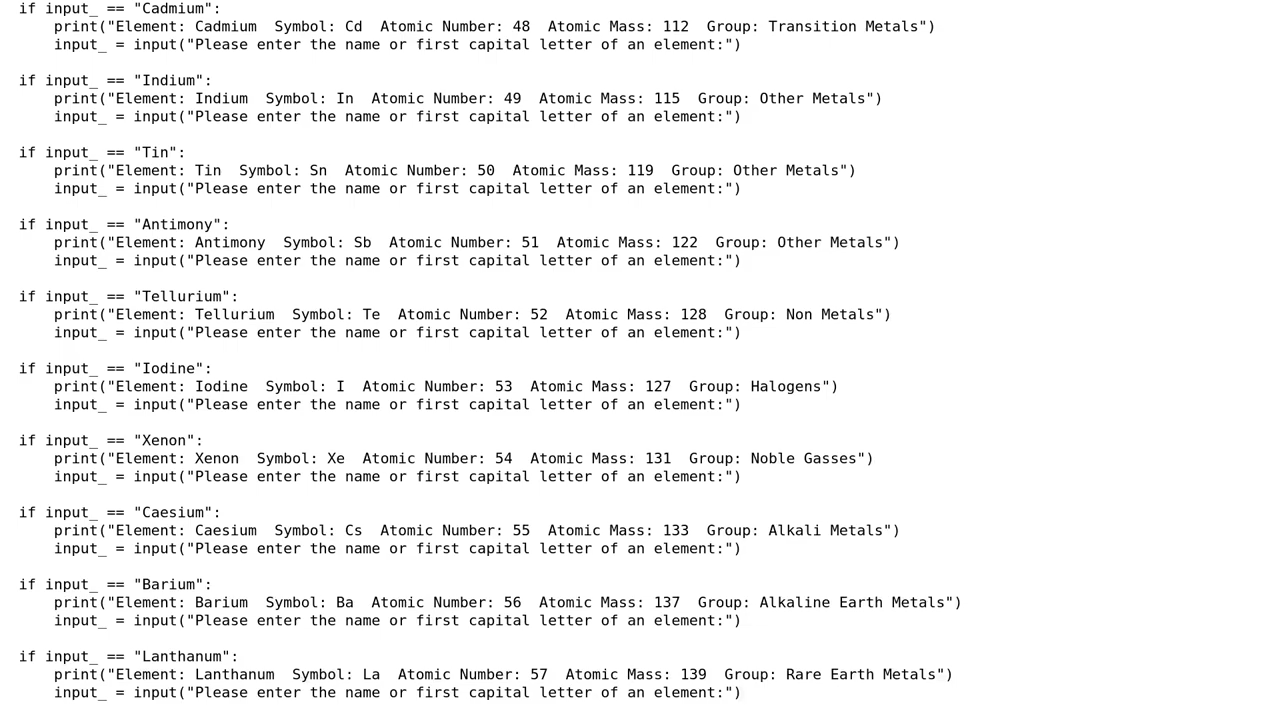 if input_ == "Cadmium":
    print("Element: Cadmium  Symbol: Cd  Atomic Number: 48  Atomic Mass: 112  Group: Transition Metals")
    input_ = input("Please enter the name or first capital letter of an element:")

if input_ == "Indium":
    print("Element: Indium  Symbol: In  Atomic Number: 49  Atomic Mass: 115  Group: Other Metals")
    input_ = input("Please enter the name or first capital letter of an element:")

if input_ == "Tin":
    print("Element: Tin  Symbol: Sn  Atomic Number: 50  Atomic Mass: 119  Group: Other Metals")
    input_ = input("Please enter the name or first capital letter of an element:")

if input_ == "Antimony":
    print("Element: Antimony  Symbol: Sb  Atomic Number: 51  Atomic Mass: 122  Group: Other Metals")
    input_ = input("Please enter the name or first capital letter of an element:")

if input_ == "Tellurium":
    print("Element: Tellurium  Symbol: Te  Atomic Number: 52  Atomic Mass: 128  Group: Non Metals")
    input_ = input("Please enter the name or first capital letter of an element:")

if input_ == "Iodine":
    print("Element: Iodine  Symbol: I  Atomic Number: 53  Atomic Mass: 127  Group: Halogens")
    input_ = input("Please enter the name or first capital letter of an element:")

if input_ == "Xenon":
    print("Element: Xenon  Symbol: Xe  Atomic Number: 54  Atomic Mass: 131  Group: Noble Gasses")
    input_ = input("Please enter the name or first capital letter of an element:")

if input_ == "Caesium":
    print("Element: Caesium  Symbol: Cs  Atomic Number: 55  Atomic Mass: 133  Group: Alkali Metals")
    input_ = input("Please enter the name or first capital letter of an element:")

if input_ == "Barium":
    print("Element: Barium  Symbol: Ba  Atomic Number: 56  Atomic Mass: 137  Group: Alkaline Earth Metals")
    input_ = input("Please enter the name or first capital letter of an element:")

if input_ == "Lanthanum":
    print("Element: Lanthanum  Symbol: La  Atomic Number: 57  Atomic Mass: 139  Group: Rare Earth Metals")
    input_ = input("Please enter the name or first capital letter of an element:")